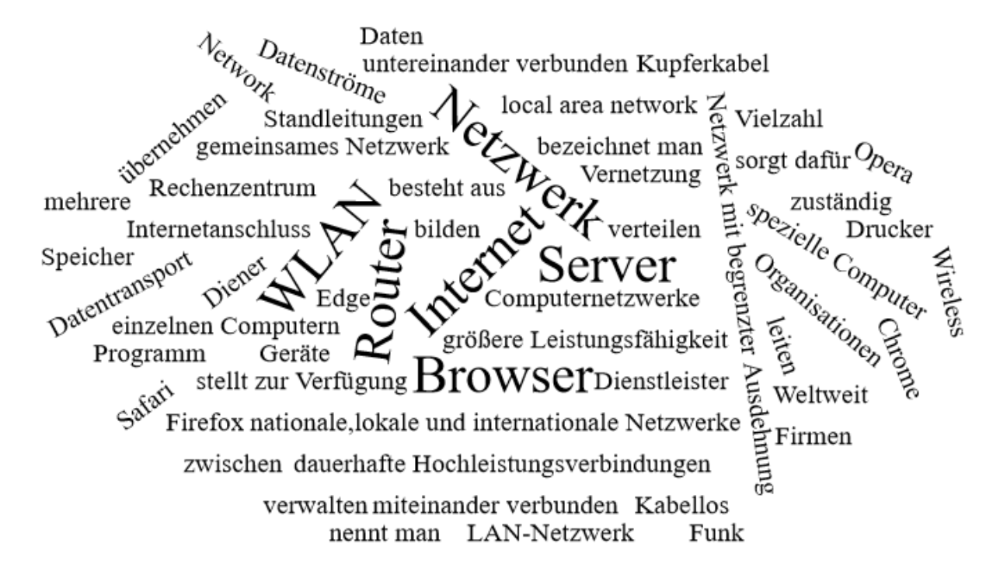 Daten
Network
Datenströme
untereinander verbunden
Kupferkabel
übernehmen
Standleitungen
Netzwerk
local area network
Netzwerk mit begrenzter Ausdehnung
Vielzahl
gemeinsames Netzwerk
bezeichnet man
sorgt dafür
Opera
Vernetzung
mehrere
Rechenzentrum
WLAN
besteht aus
zuständig
Internetanschluss
Router
bilden
Internet
verteilen
spezielle Computer
Drucker
Speicher
Datentransport
Diener
Server
Organisationen
Wireless
Edge
Computernetzwerke
einzelnen Computern
größere Leistungsfähigkeit
leiten
Chrome
Programm
Geräte
Safari
stellt zur Verfügung
Browser
Dienstleister
Weltweit
Firefox
nationale,lokale und internationale Netzwerke
Firmen
zwischen
dauerhafte Hochleistungsverbindungen
verwalten
miteinander verbunden
Kabellos
nennt man
LAN-Netzwerk
Funk